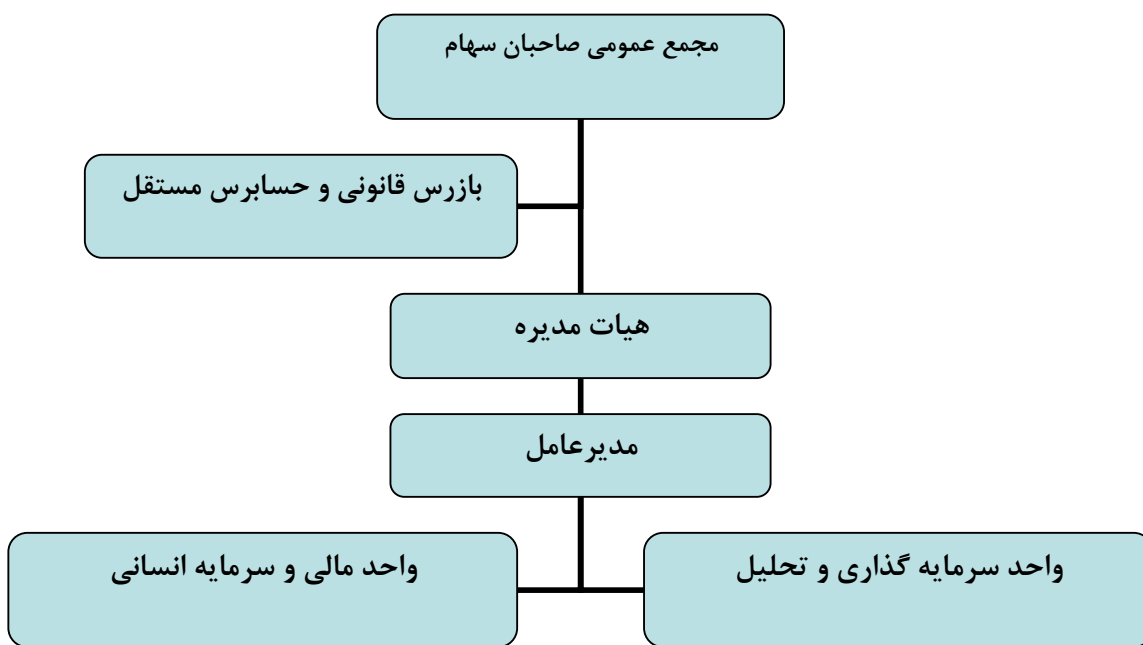 مجمع عمومی صاحبان سهام
بازرس قانونی و حسابرس مستقل
هیات مدیره
مدیرعامل
واحد سرمایه گذاری و تحلیل
واحد مالی و سرمایه انسانی